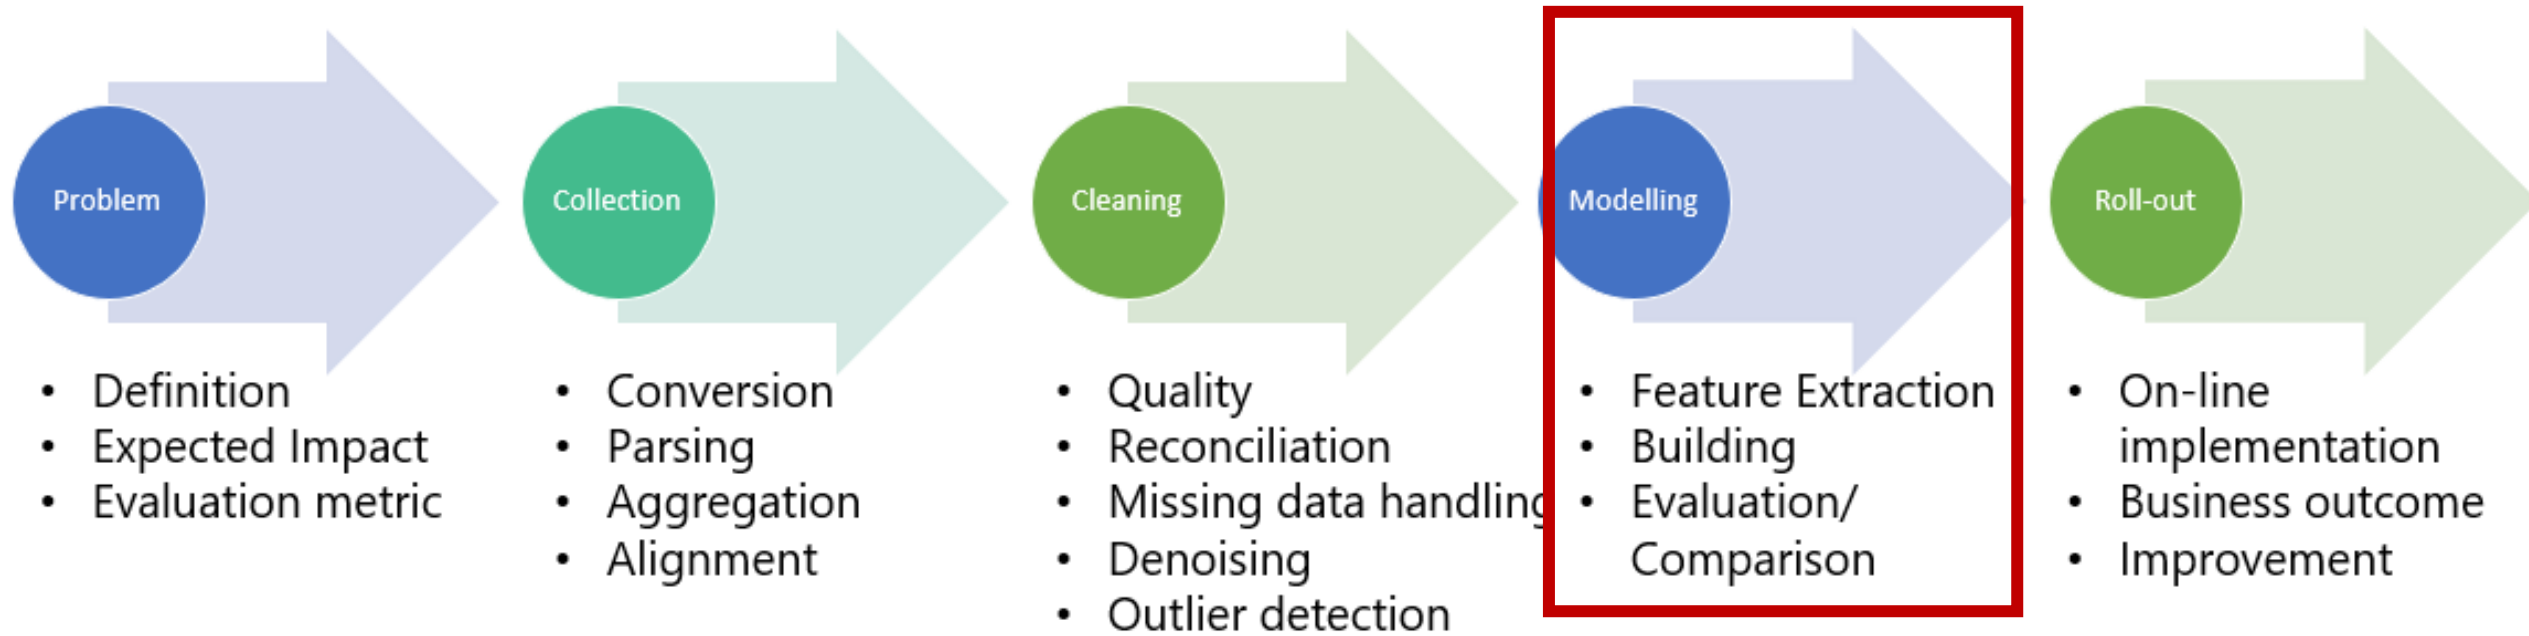 Problem
Collection
Cleaning
Modelling
Roll-out
• Definition
• Expected Impact
• Evaluation metric
• Conversion
• Parsing
• Aggregation
• Alignment
• Quality
• Reconciliation
• Missing data handling
• Denoising
• Outlier detection
• Feature Extraction
• Building
• Evaluation/
Comparison
• On-line
implementation
• Business outcome
• Improvement